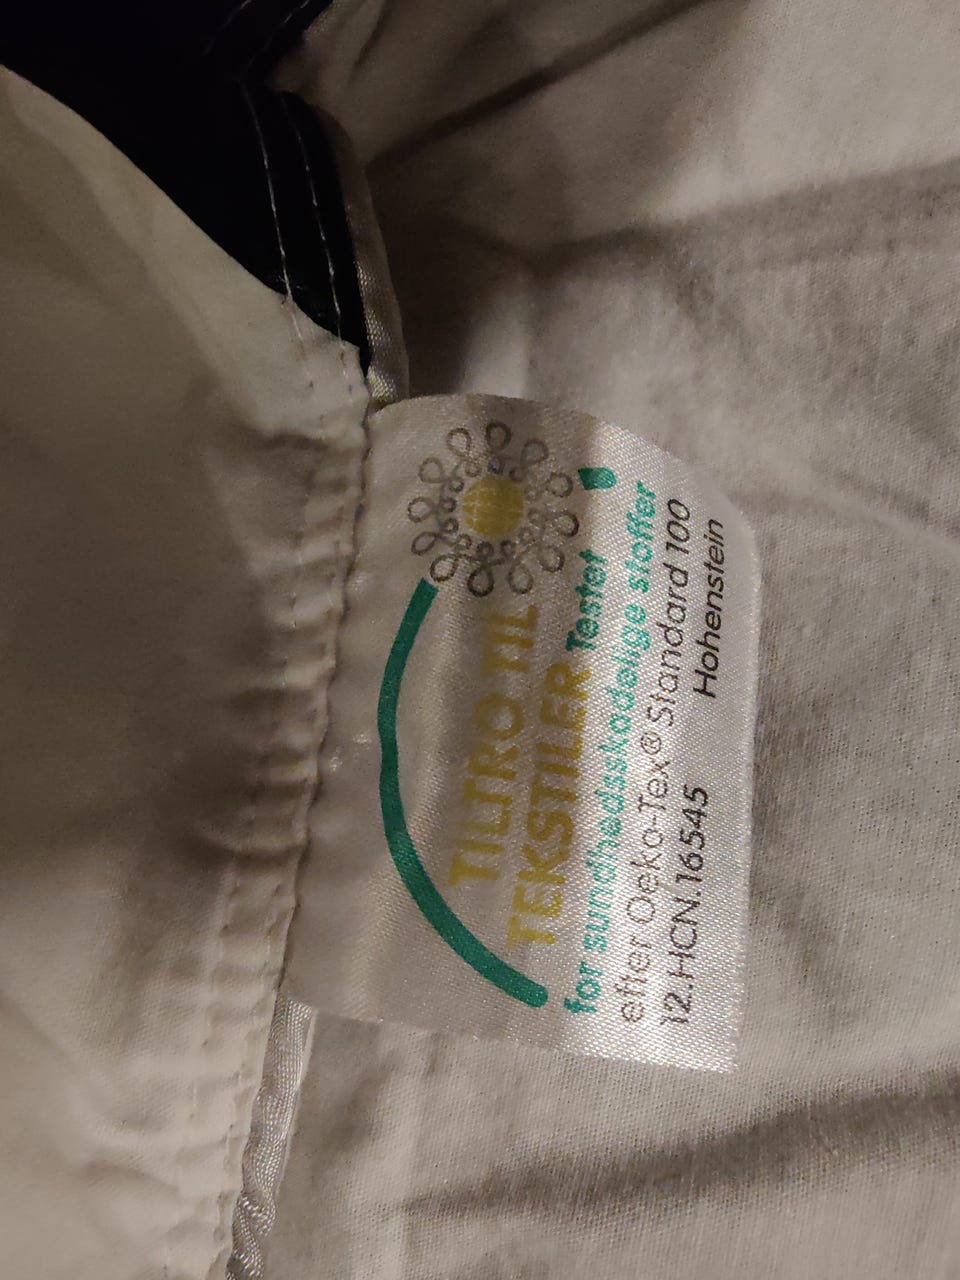 TILTRO TIL
TEKSTILER
Testet
for sundhedsskadelige stoffer
efter Oeko-Tex® Standard 100
12.HCN.16545 Hohenstein